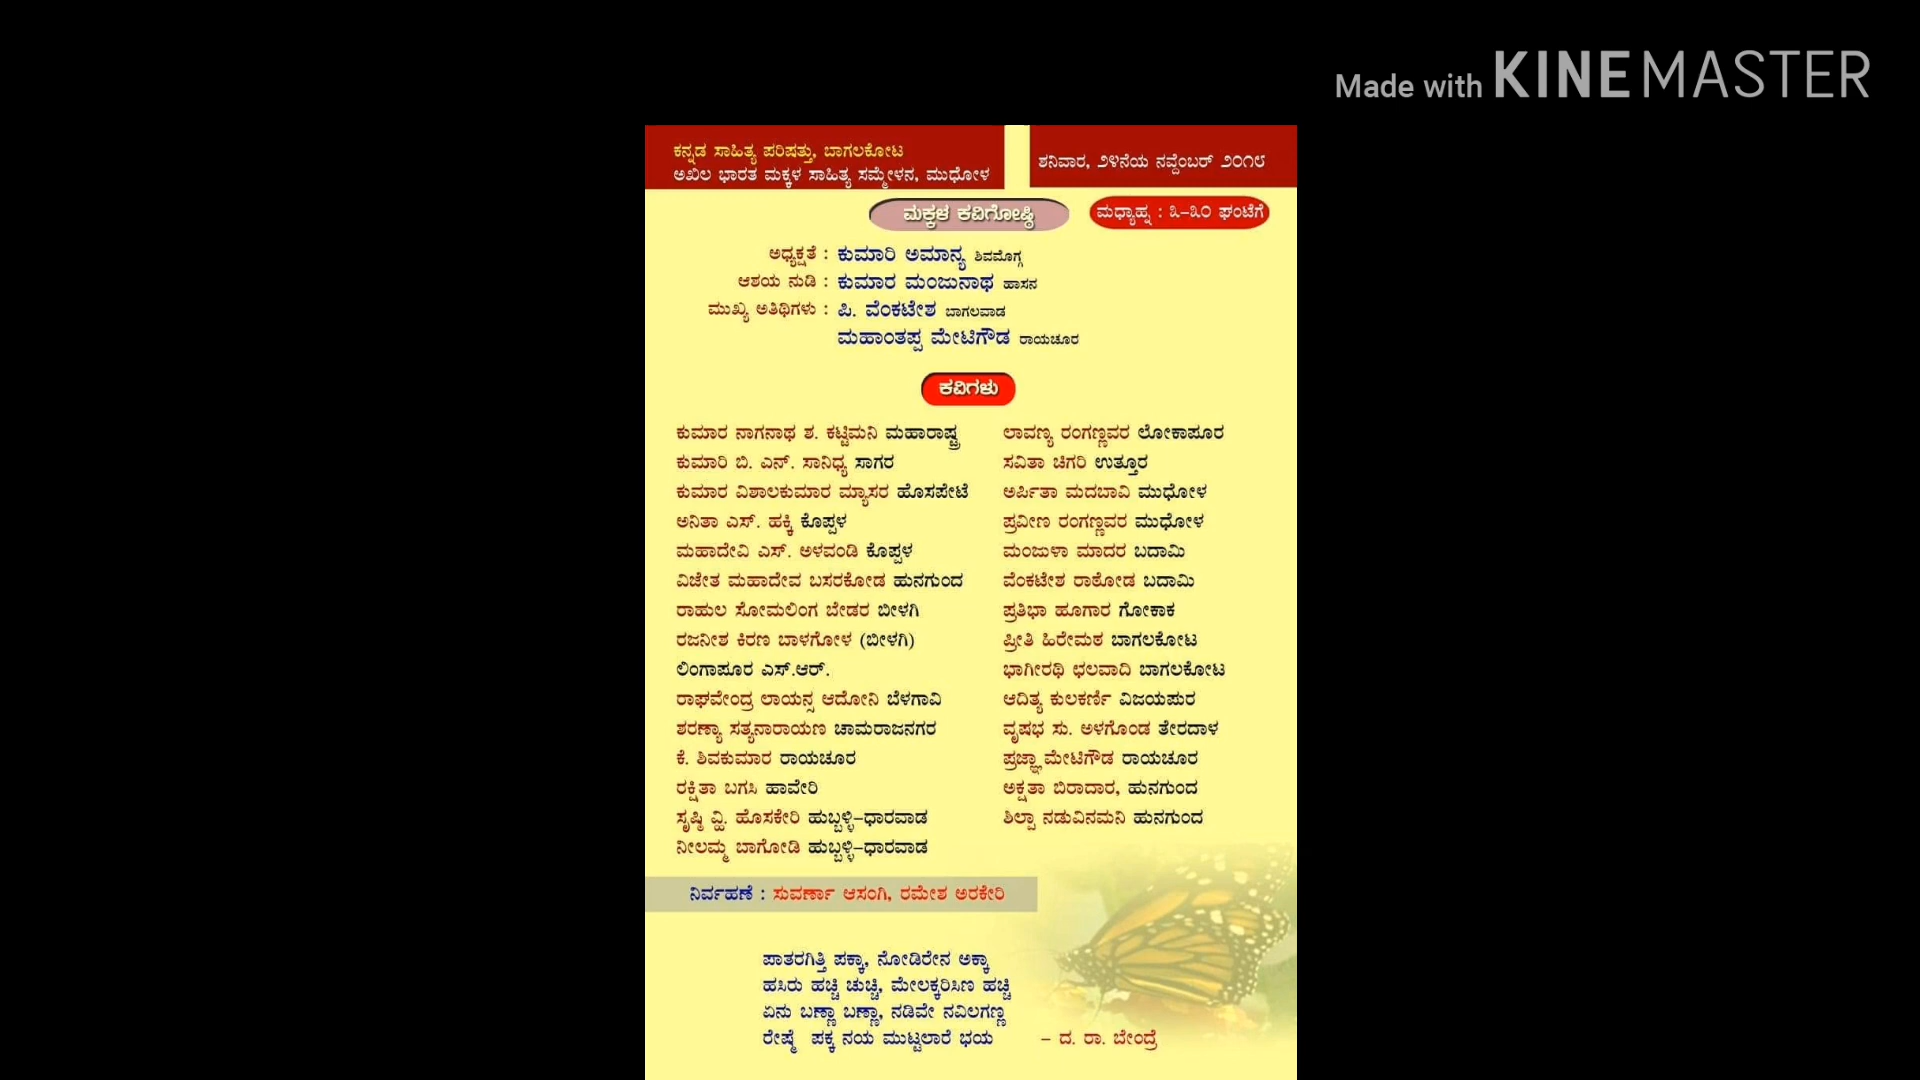 Made with KINEMASTER
ಕನ್ನಡ ಸಾಹಿತ್ಯ ಪರಿಷತ್ತು, ಬಾಗಲಕೋಟ
ಅಖಿಲ ಭಾರತ ಮಕ್ಕಳ ಸಾಹಿತ್ಯ ಸಮ್ಮೇಳನ, ಮುಧೋಳ
ಶನಿವಾರ, ೨೪ನೆಯ ನವ್ಹೆಂಬರ್ ೨೦೧೮
ಮಕ್ಕಳ ಕವಿಗೋಷ್ಠಿ
ಮಧ್ಯಾಹ್ನ : ೩-೩೦ ಘಂಟೆಗೆ
ಅಧ್ಯಕ್ಷತೆ : ಕುಮಾರಿ ಅಮಾನ್ಯ ಶಿವಮೊಗ್ಗ
ಆಶಯ ನುಡಿ : ಕುಮಾರ ಮಂಜುನಾಥ ಹಾಸನ
ಮುಖ್ಯ ಅತಿಥಿಗಳು : ಪಿ. ವೆಂಕಟೇಶ ಬಾಗಲವಾಡ
ಮಹಾಂತಪ್ಪ ಮೇಟಿಗೌಡ ರಾಯಚೂರ
ಕವಿಗಳು
ಕುಮಾರ ನಾಗನಾಥ ಶ. ಕಟ್ಟಿಮನಿ ಮಹಾರಾಷ್ಟ್ರ
ಕುಮಾರಿ ಬಿ. ಎನ್. ಸಾನಿಧ್ಯ ಸಾಗರ
ಕುಮಾರ ವಿಶಾಲಕುಮಾರ ಮ್ಯಾಸರ ಹೊಸಪೇಟೆ
ಅನಿತಾ ಎಸ್. ಹಕ್ಕಿ ಕೊಪ್ಪಳ
ಮಹಾದೇವಿ ಎಸ್. ಅಳವಂಡಿ ಕೊಪ್ಪಳ
ವಿಜೇತ ಮಹಾದೇವ ಬಸರಕೋಡ ಹುನಗುಂದ
ರಾಹುಲ ಸೋಮಲಿಂಗ ಬೇಡರ ಬೀಳಗಿ
ರಜನೀಶ ಕಿರಣ ಬಾಳಗೋಳ (ಬೀಳಗಿ)
ಲಿಂಗಾಪೂರ ಎಸ್.ಆರ್.
ರಾಘವೇಂದ್ರ ಲಾಯನ್ಸ ಆದೋನಿ ಬೆಳಗಾವಿ
ಶರಣ್ಯಾ ಸತ್ಯನಾರಾಯಣ ಚಾಮರಾಜನಗರ
ಕೆ. ಶಿವಕುಮಾರ ರಾಯಚೂರ
ರಕ್ಷಿತಾ ಬಗಸಿ ಹಾವೇರಿ
ಸೃಷ್ಠಿ ವ್ಹಿ. ಹೊಸಕೇರಿ ಹುಬ್ಬಳ್ಳಿ-ಧಾರವಾಡ
ನೀಲಮ್ಮ ಬಾಗೋಡಿ ಹುಬ್ಬಳ್ಳಿ-ಧಾರವಾಡ
ಲಾವಣ್ಯ ರಂಗಣ್ಣವರ ಲೋಕಾಪೂರ
ಸವಿತಾ ಚಿಗರಿ ಉತ್ತೂರ
ಅರ್ಪಿತಾ ಮದಬಾವಿ ಮುಧೋಳ
ಪ್ರವೀಣ ರಂಗಣ್ಣವರ ಮುಧೋಳ
ಮಂಜುಳಾ ಮಾದರ ಬದಾಮಿ
ವೆಂಕಟೇಶ ರಾಠೋಡ ಬದಾಮಿ
ಪ್ರತಿಭಾ ಹೂಗಾರ ಗೋಕಾಕ
ಪ್ರೀತಿ ಹಿರೇಮಠ ಬಾಗಲಕೋಟ
ಭಾಗೀರಥಿ ಛಲವಾದಿ ಬಾಗಲಕೋಟ
ಆದಿತ್ಯ ಕುಲಕರ್ಣಿ ವಿಜಯಪುರ
ವೃಷಭ ಸು. ಅಳಗೊಂಡ ತೇರದಾಳ
ಪ್ರಜ್ಞಾ ಮೇಟಿಗೌಡ ರಾಯಚೂರ
ಅಕ್ಷತಾ ಬಿರಾದಾರ, ಹುನಗುಂದ
ಶಿಲ್ಪಾ ನಡುವಿನಮನಿ ಹುನಗುಂದ
ನಿರ್ವಹಣೆ : ಸುವರ್ಣಾ ಆಸಂಗಿ, ರಮೇಶ ಅರಕೇರಿ
ಪಾತರಗಿತ್ತಿ ಪಕ್ಕಾ, ನೋಡಿರೇನ ಅಕ್ಕಾ
ಹಸಿರು ಹಚ್ಚಿ ಚುಚ್ಚಿ, ಮೇಲಕ್ಕರಿಸಿಣ ಹಚ್ಚಿ
ಏನು ಬಣ್ಣಾ ಬಣ್ಣಾ, ನಡಿವೇ ನವಿಲಗಣ್ಣ
ರೇಷ್ಮೆ ಪಕ್ಕ ನಯ ಮುಟ್ಟಲಾರೆ ಭಯ - ದ. ರಾ. ಬೇಂದ್ರೆ